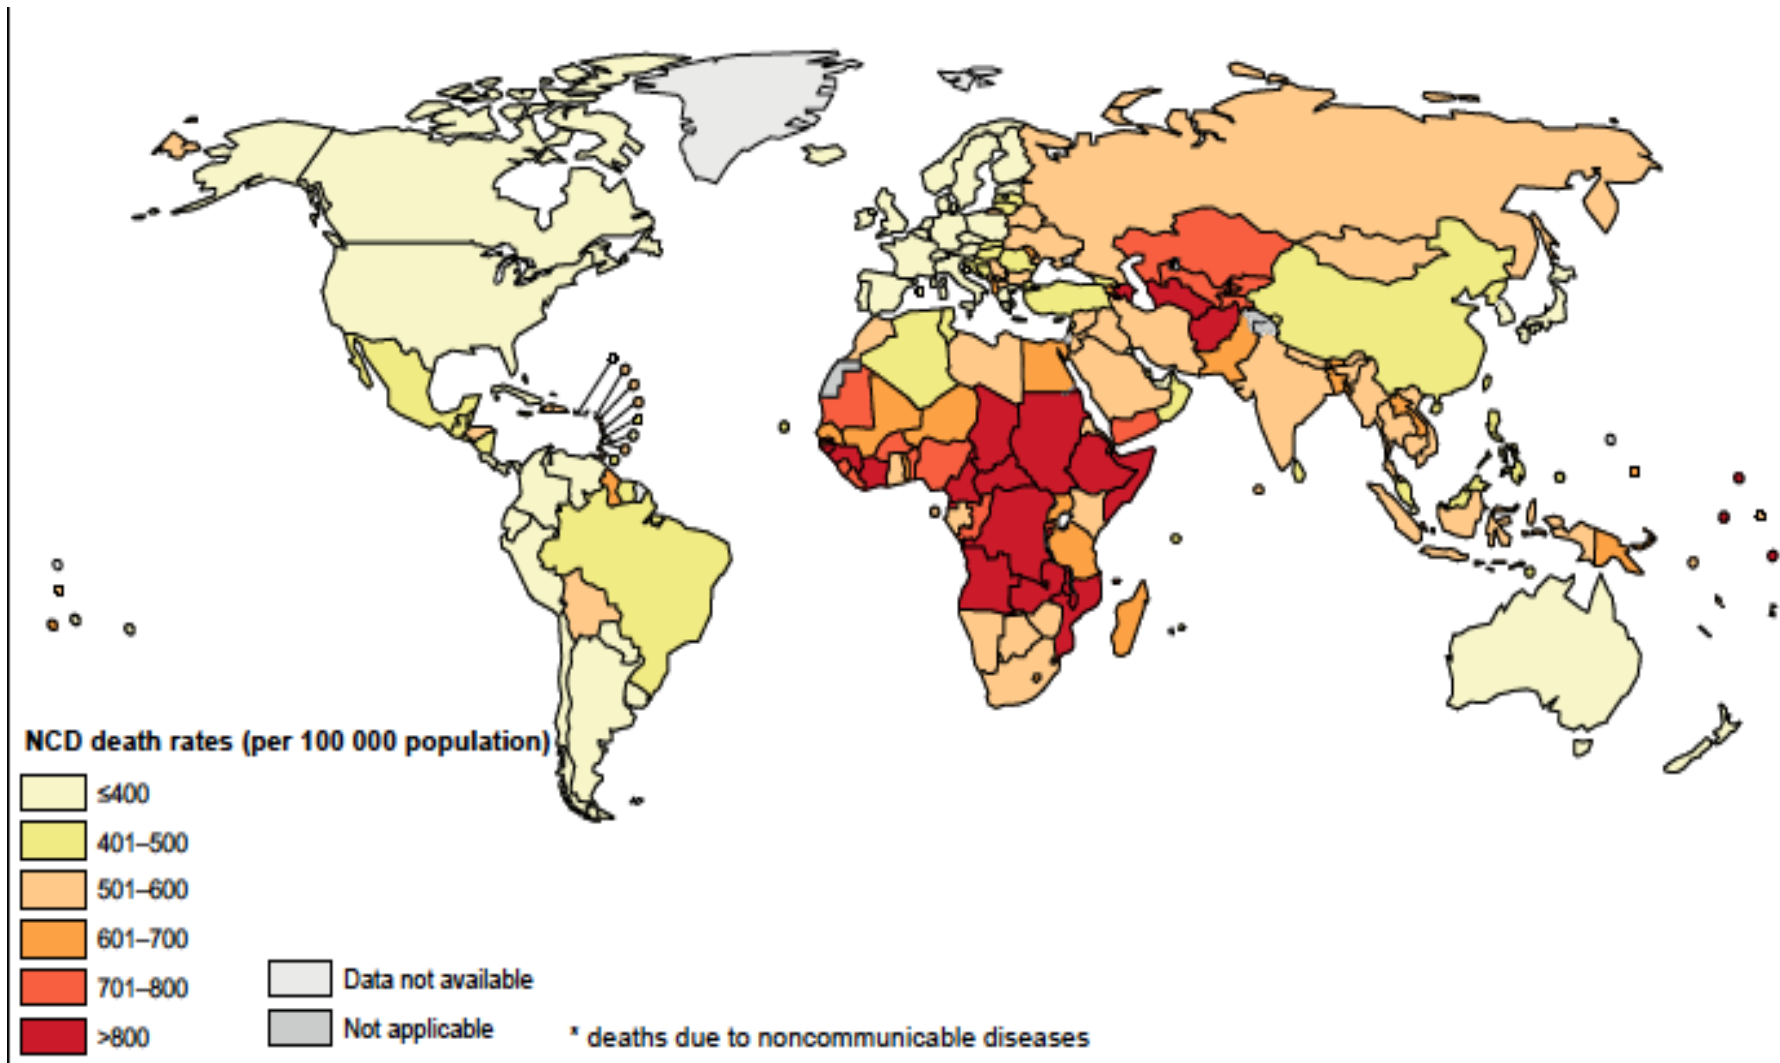 NCD death rates (per 100 000 population)
≤400
401–500
501–600
601–700
701–800
>800
Data not available
Not applicable
* deaths due to noncommunicable diseases